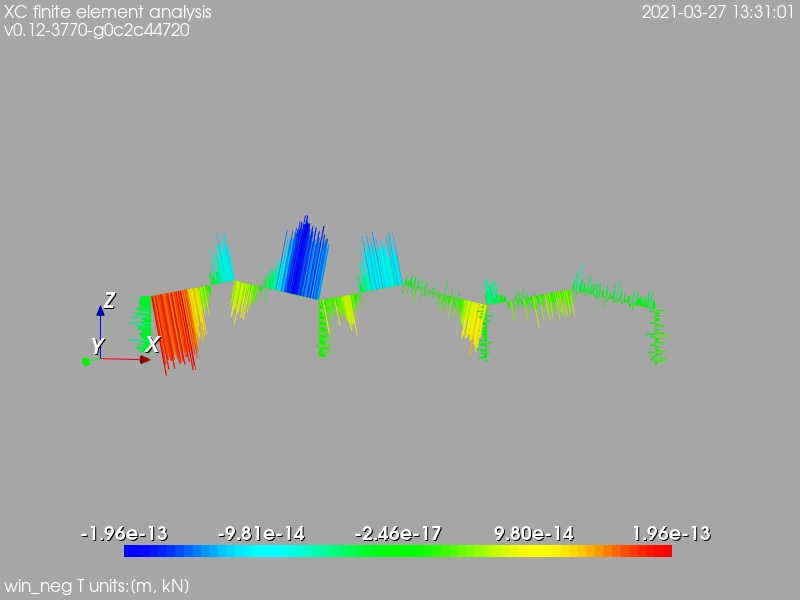 XC finite element analysis
v0.12-3770-g0c2c44720
2021-03-27 13:31:01
Z
Y
X
-1.96e-13 -9.81e-14 -2.46e-17 9.80e-14 1.96e-13
win_neg T units:[m, kN]